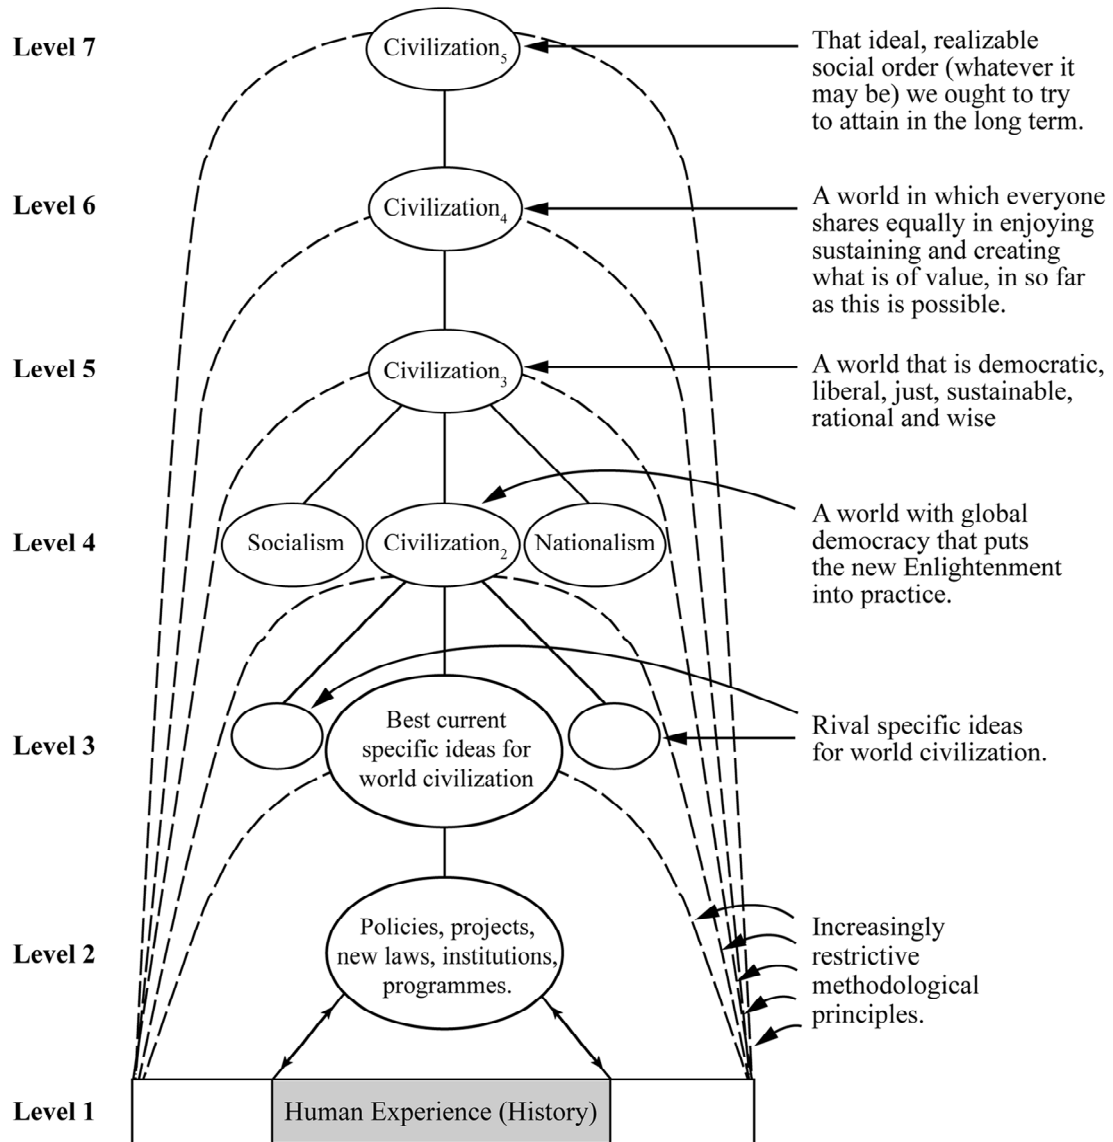 Level 7
Civilization5
That ideal, realizable
social order (whatever it
may be) we ought to try
to attain in the long term.
Level 6
Civilization4
A world in which everyone
shares equally in enjoying
sustaining and creating
what is of value, in so far
as this is possible.
Level 5
Civilization3
A world that is democratic,
liberal, just, sustainable,
rational and wise
Level 4
Socialism
Civilization2
Nationalism
A world with global
democracy that puts
the new Enlightenment
into practice.
Level 3
Best current
specific ideas for
world civilization
Rival specific ideas
for world civilization.
Level 2
Policies, projects,
new laws, institutions,
programmes.
Increasingly
restrictive
methodological
principles.
Level 1
Human Experience (History)